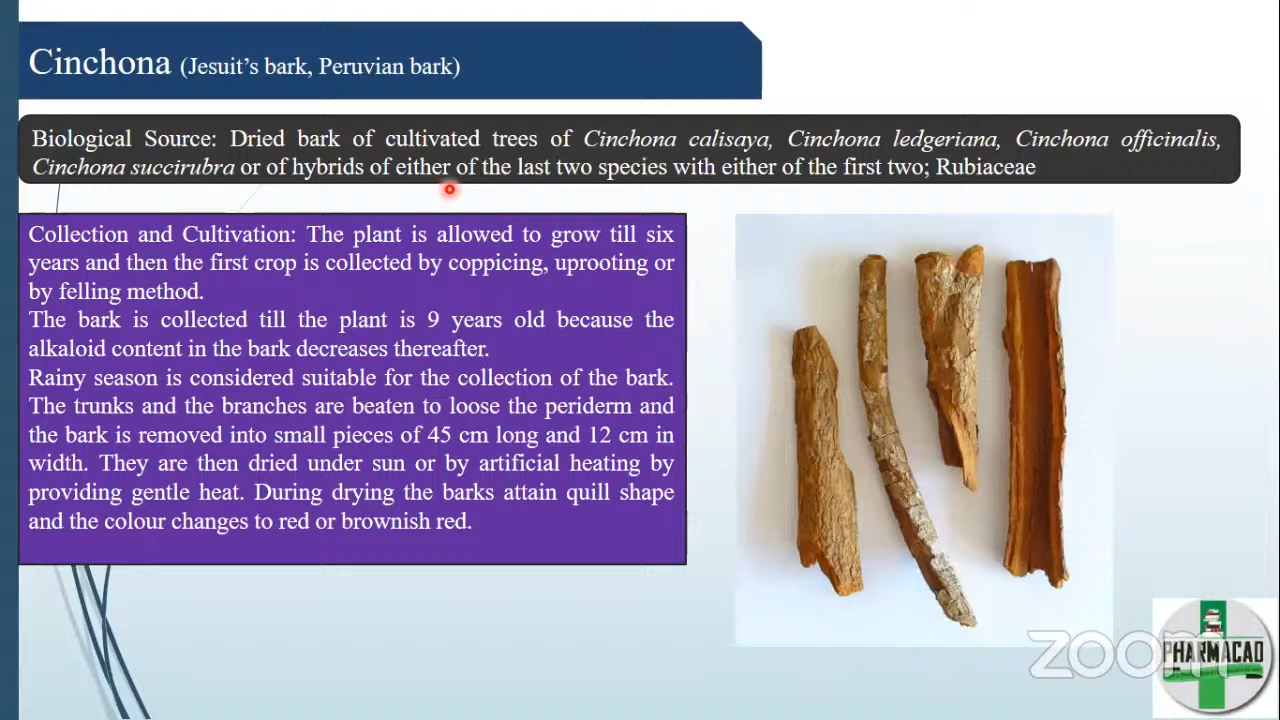 Cinchona (Jesuit’s bark, Peruvian bark)
Biological Source: Dried bark of cultivated trees of Cinchona calisaya, Cinchona ledgeriana, Cinchona officinalis,
Cinchona succirubra or of hybrids of either of the last two species with either of the first two; Rubiaceae
Collection and Cultivation: The plant is allowed to grow till six
years and then the first crop is collected by coppicing, uprooting or
by felling method.
The bark is collected till the plant is 9 years old because the
alkaloid content in the bark decreases thereafter.
Rainy season is considered suitable for the collection of the bark.
The trunks and the branches are beaten to loose the periderm and
the bark is removed into small pieces of 45 cm long and 12 cm in
width. They are then dried under sun or by artificial heating by
providing gentle heat. During drying the barks attain quill shape
and the colour changes to red or brownish red.
zoom
PHARMACAD